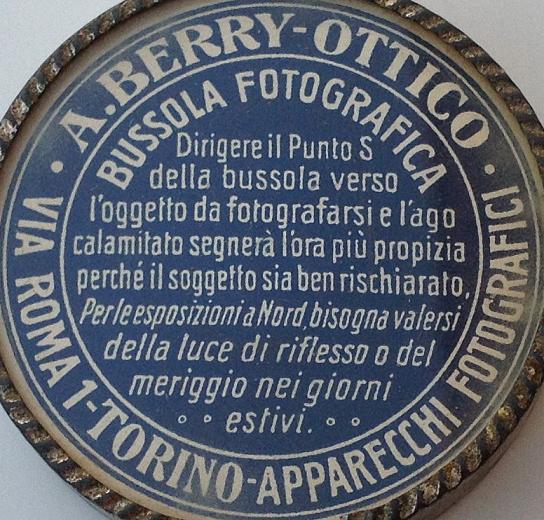 A. BERRY-OTTICO
VIA ROMA 1-TORINO-APPARECCHI FOTOGRAFICI
BUSSOLA FOTOGRAFICA
Dirigere il Punto S
della bussola verso
l'oggetto da fotografarsi e l'ago
calamitato segnerà l'ora più propizia
perché il soggetto sia ben rischiarato,
Per le esposizioni a Nord, bisogna valersi
della luce di riflesso o del
meriggio nei giorni
estivi.